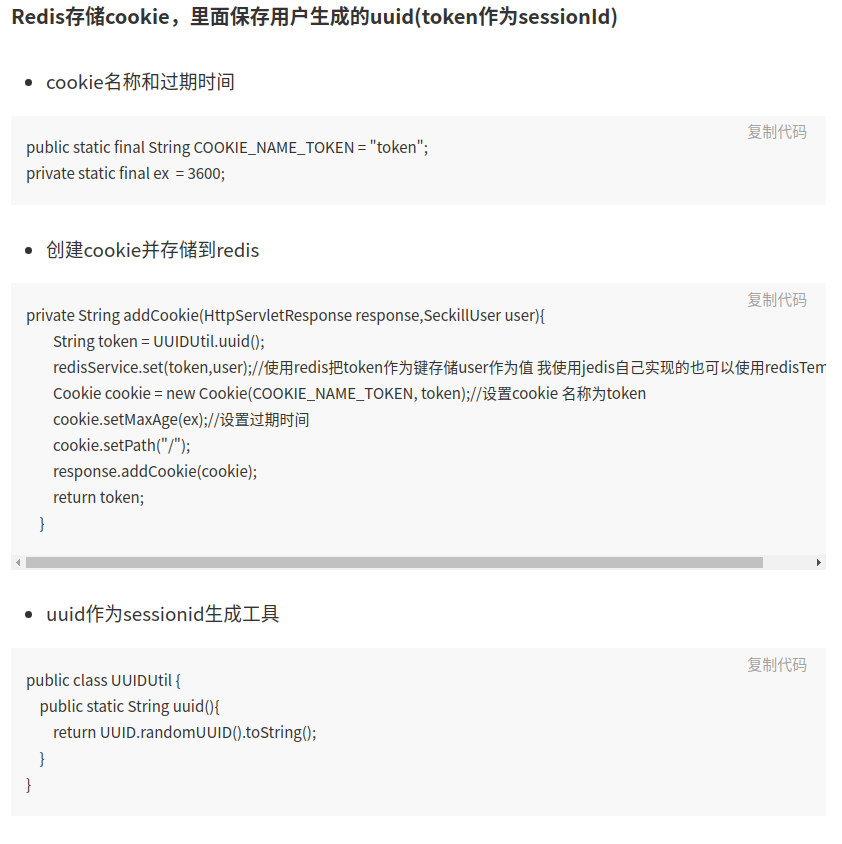 Redis存储cookie，里面保存用户生成的uuid(token作为sessionId)
cookie名称和过期时间
复制代码
public static final String COOKIE_NAME_TOKEN = "token";
private static final ex  = 3600;
创建cookie并存储到redis
复制代码
private String addCookie(HttpServletResponse response,SeckillUser user){
String token = UUIDUtil.uuid();
redisService.set(token,user);//使用redis把token作为键存储user作为值 我使用jedis自己实现的也可以使用redisTem
Cookie cookie = new Cookie(COOKIE_NAME_TOKEN, token);//设置cookie 名称为token
cookie.setMaxAge(ex);//设置过期时间
cookie.setPath("/");
response.addCookie(cookie);
return token;
}
uuid作为sessionid生成工具
复制代码
public class UUIDUtil {
public static String uuid(){
return UUID.randomUUID().toString();
}
}